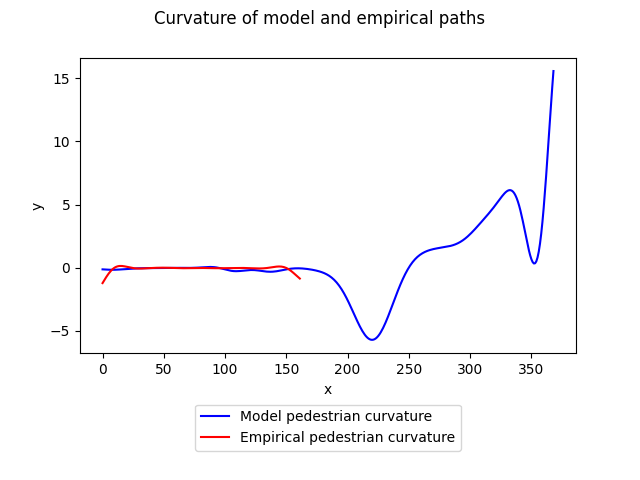 Curvature of model and empirical paths
15
10
5
0
−5
y
0 50 100 150 200 250 300 350
x
Model pedestrian curvature
Empirical pedestrian curvature